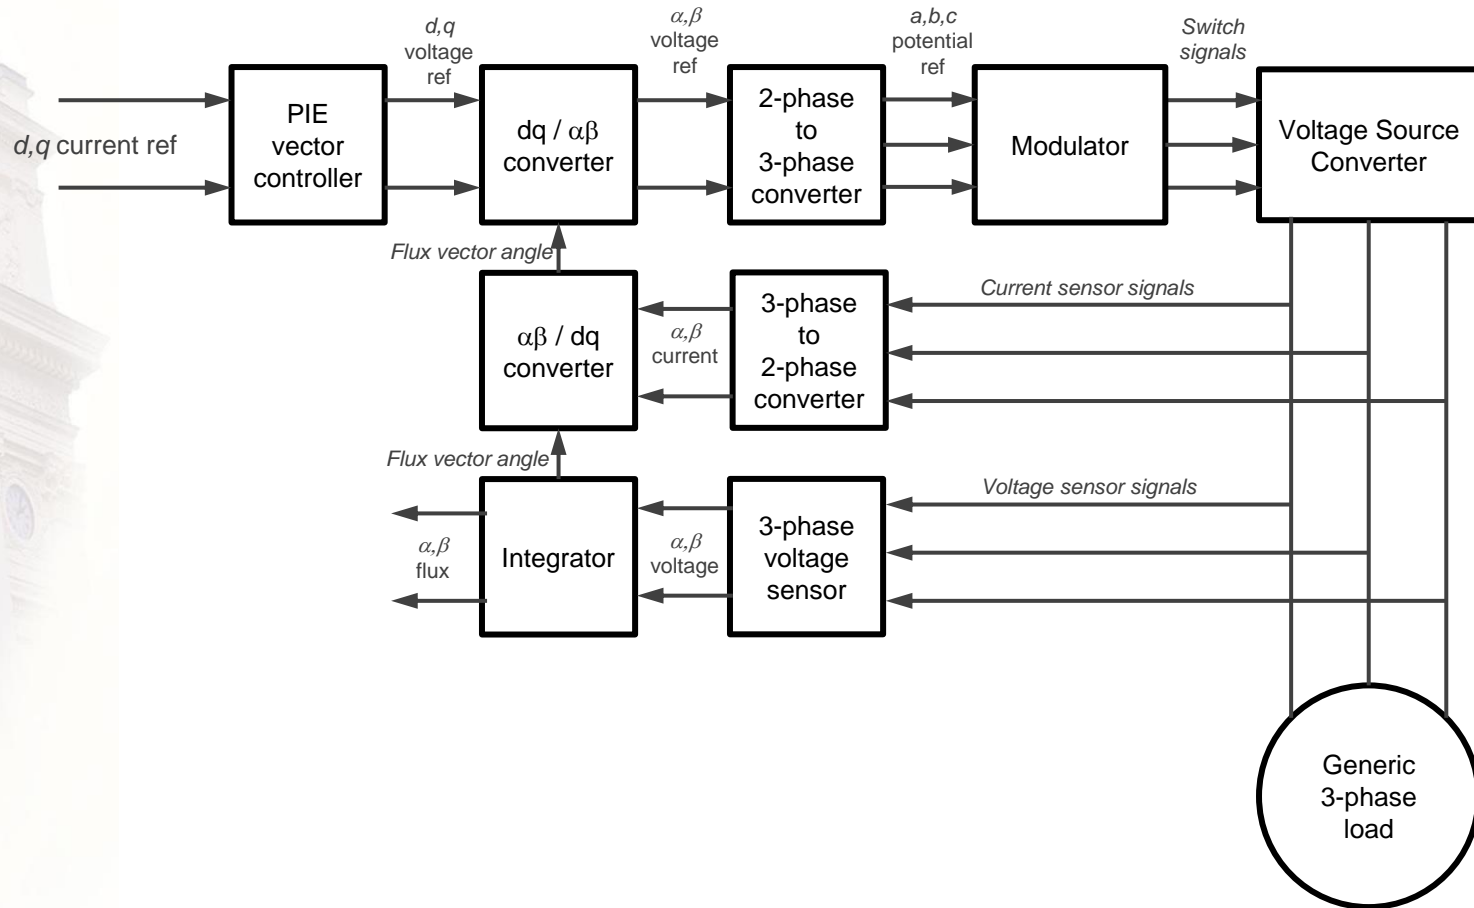 d,q
voltage
ref
α,β
voltage
ref
a,b,c
potential
ref
Switch
signals
d,q current ref
PIE
vector
controller
dq / αβ
converter
2-phase
to
3-phase
converter
Modulator
Voltage Source
Converter
Flux vector angle
αβ / dq
converter
α,β
current
3-phase
to
2-phase
converter
Current sensor signals
Flux vector angle
α,β
flux
Integrator
α,β
voltage
3-phase
voltage
sensor
Voltage sensor signals
Generic
3-phase
load